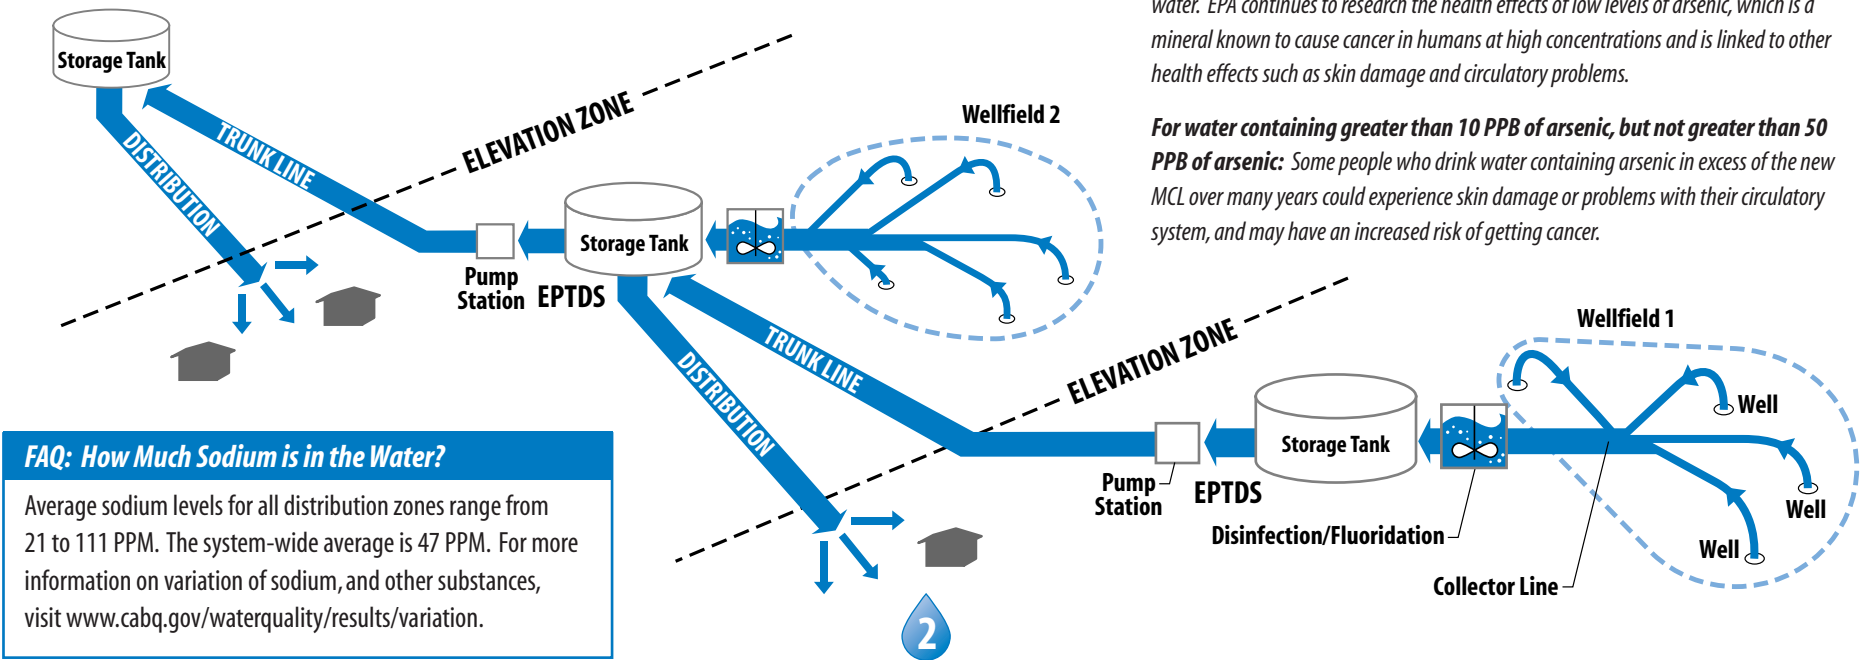 water. EPA continues to research the health effects of low levels of arsenic, which is a
mineral known to cause cancer in humans at high concentrations and is linked to other
health effects such as skin damage and circulatory problems.
For water containing greater than 10 PPB of arsenic, but not greater than 50
PPB of arsenic: Some people who drink water containing arsenic in excess of the new
MCL over many years could experience skin damage or problems with their circulatory
system, and may have an increased risk of getting cancer.
Storage Tank
DISTRIBUTION
TRUNK LINE
ELEVATION ZONE
Wellfield 2
Storage Tank
Pump
Station
EPTDS
DISTRIBUTION
TRUNK LINE
ELEVATION ZONE
Wellfield 1
Well
Well
Well
Storage Tank
Pump
Station
EPTDS
Disinfection/Fluoridation
Collector Line
FAQ: How Much Sodium is in the Water?
Average sodium levels for all distribution zones range from
21 to 111 PPM. The system-wide average is 47 PPM. For more
information on variation of sodium, and other substances,
visit www.cabq.gov/waterquality/results/variation.
2